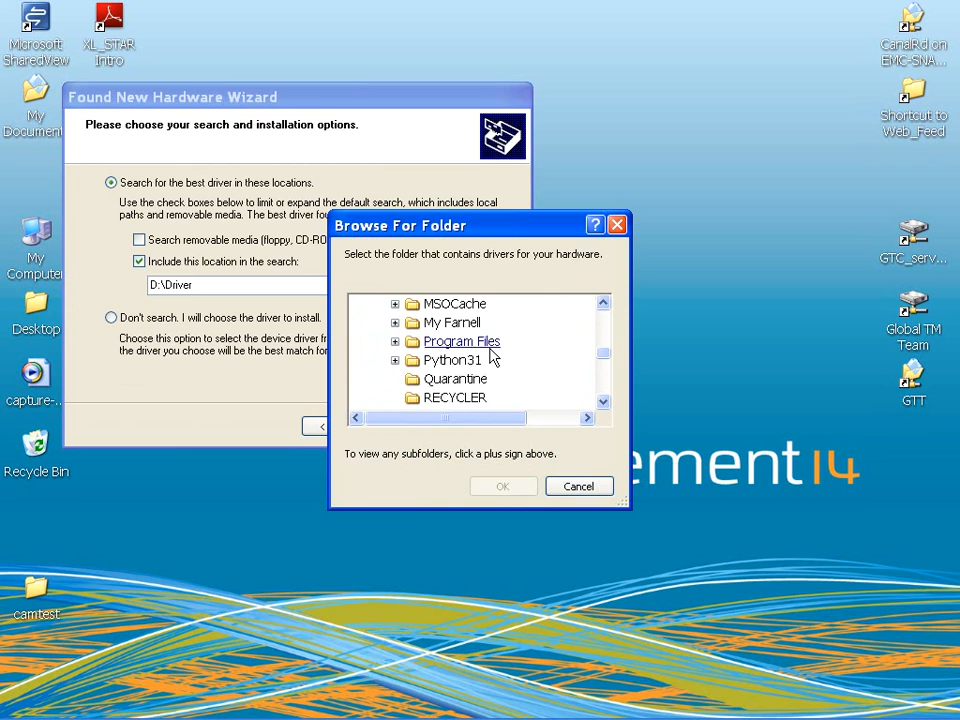 Microsoft SharedView
XL_STAR Intro
CanalRd on EMC-SNA...
My Document
Shortcut to Web_Feed
Found New Hardware Wizard
Please choose your search and installation options.
Search for the best driver in these locations.
Use the check boxes below to limit or expand the default search, which includes local
paths and removable media. The best driver fou
Search removable media (floppy, CD-RO
Include this location in the search:
D:\Driver
Don't search. I will choose the driver to install.
Choose this option to select the device driver fr
the driver you choose will be the best match for
<
Browse For Folder
Select the folder that contains drivers for your hardware.
MSOCache
My Farnell
Program Files
Python31
Quarantine
RECYCLER
To view any subfolders, click a plus sign above.
OK
Cancel
My Computer
GTC_serv...
Desktop
Global TM Team
capture-...
GTT
Recycle Bin
ement14
camtest